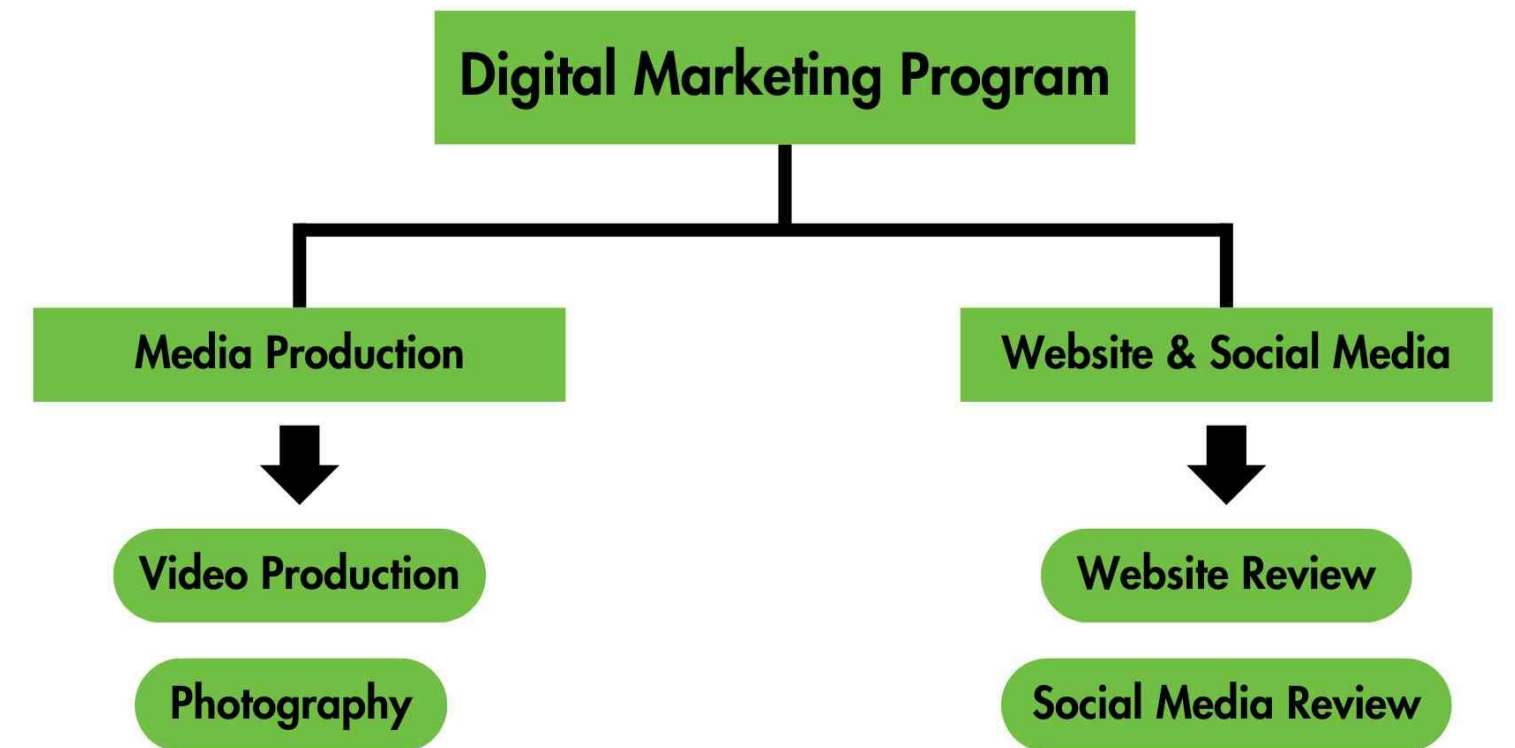 Digital Marketing Program
Media Production
Website & Social Media
Video Production
Website Review
Photography
Social Media Review